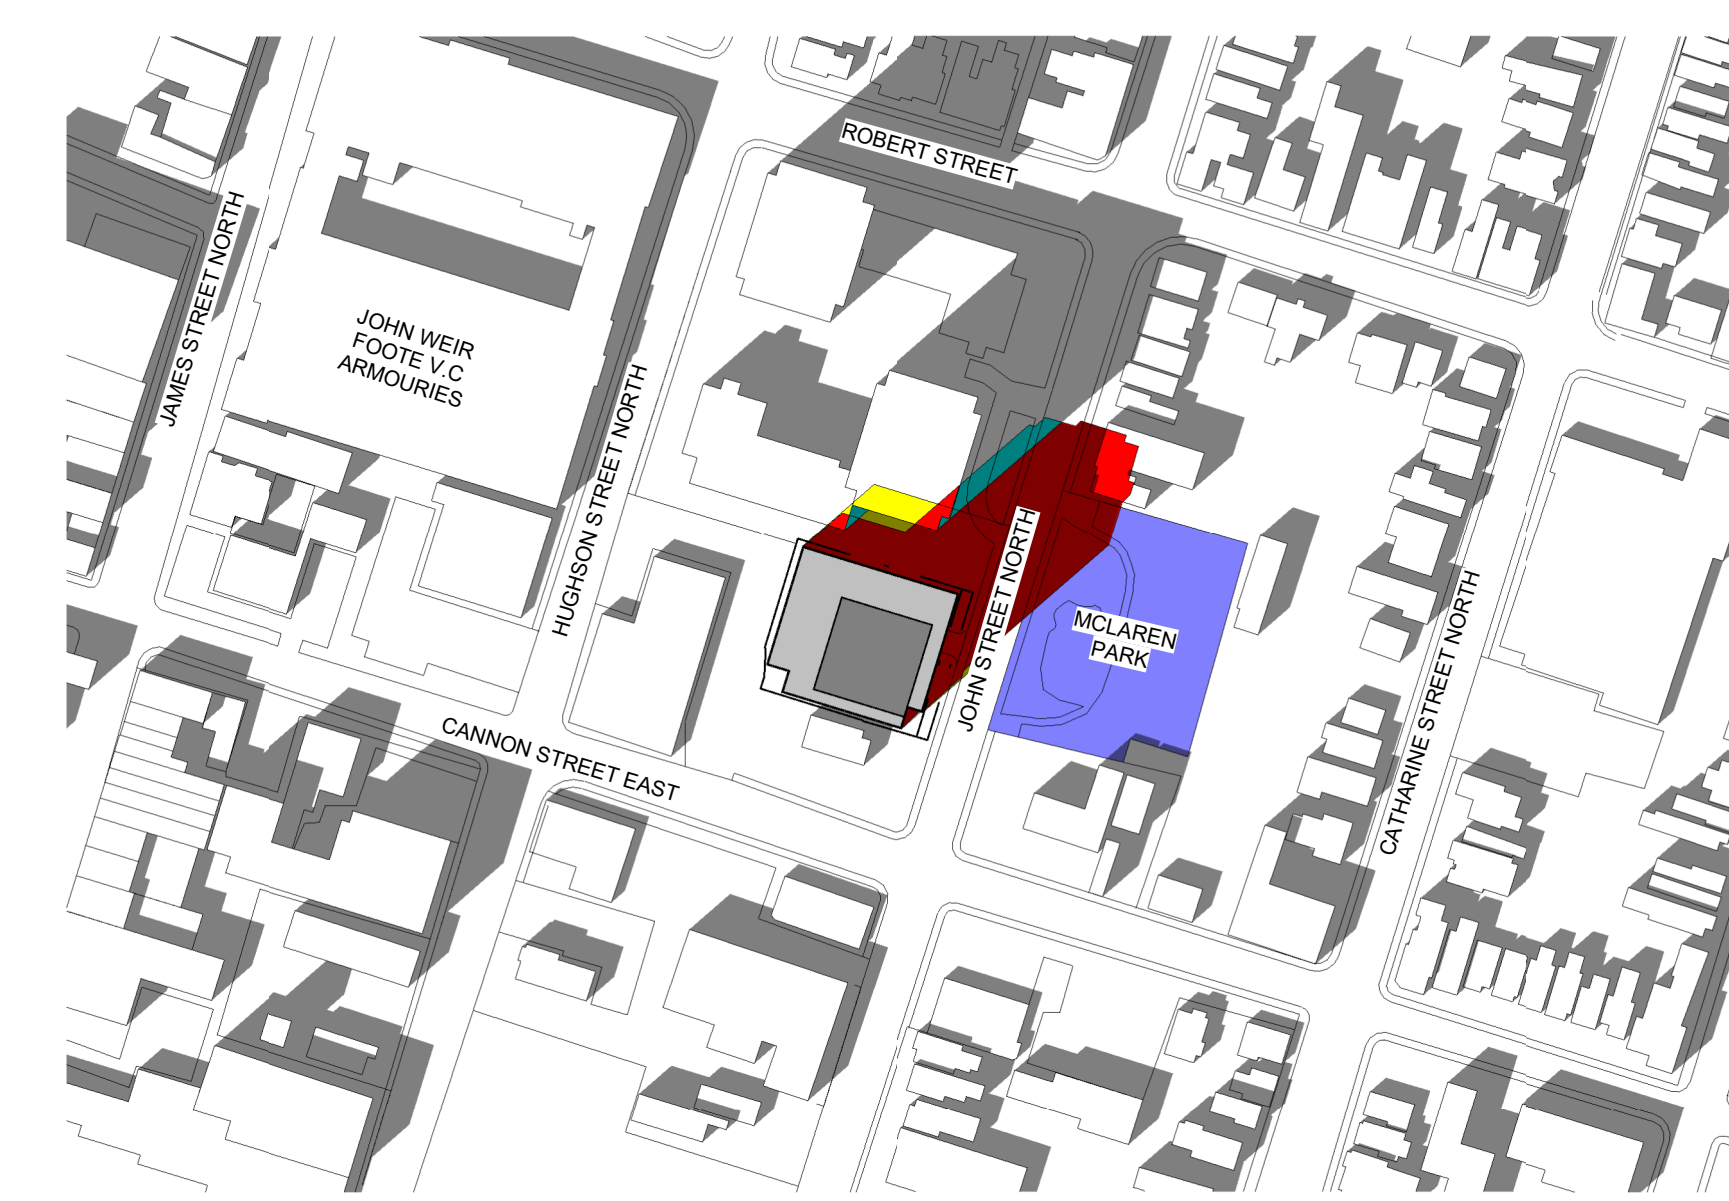 ROBERT STREET
JAMES STREET NORTH
JOHN WEIR
FOOTE V.C
ARMOURIES
HUGHSON STREET NORTH
JOHN STREET NORTH
MCLAREN
PARK
CATHARINE STREET NORTH
CANNON STREET EAST